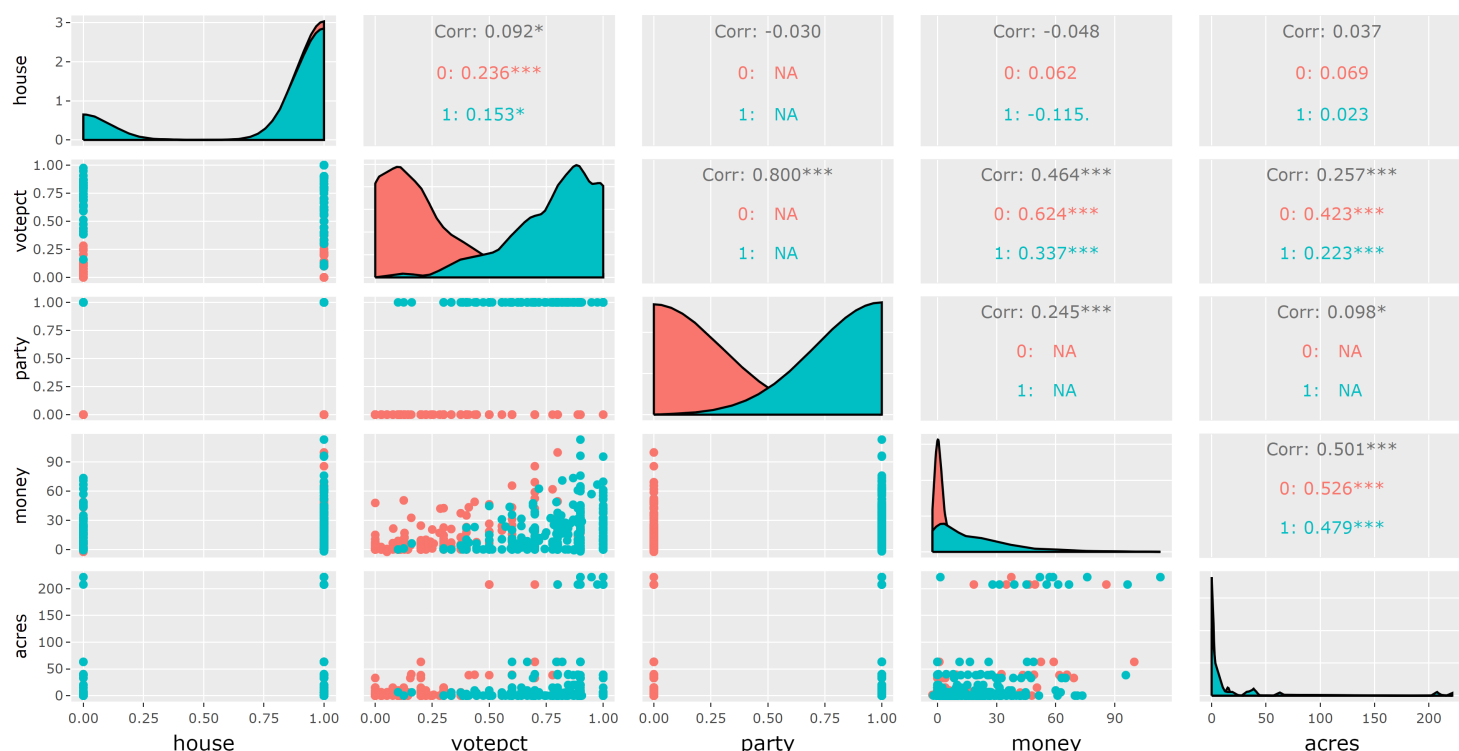 house
3
2
1
0
Corr: 0.092*
0: 0.236***
1: 0.153*
Corr: -0.030
0: NA
1: NA
Corr: -0.048
0: 0.062
1: -0.115.
Corr: 0.037
0: 0.069
1: 0.023
votepct
1.00
0.75
0.50
0.25
0.00
Corr: 0.800***
0: NA
1: NA
Corr: 0.464***
0: 0.624***
1: 0.337***
Corr: 0.257***
0: 0.423***
1: 0.223***
party
1.00
0.75
0.50
0.25
0.00
Corr: 0.245***
0: NA
1: NA
Corr: 0.098*
0: NA
1: NA
money
90
60
30
0
Corr: 0.501***
0: 0.526***
1: 0.479***
acres
200
150
100
50
0
0.00 0.25 0.50 0.75 1.00
0.00 0.25 0.50 0.75 1.00
0.00 0.25 0.50 0.75 1.00
0 30 60 90
0 50 100 150 200
house
votepct
party
money
acres